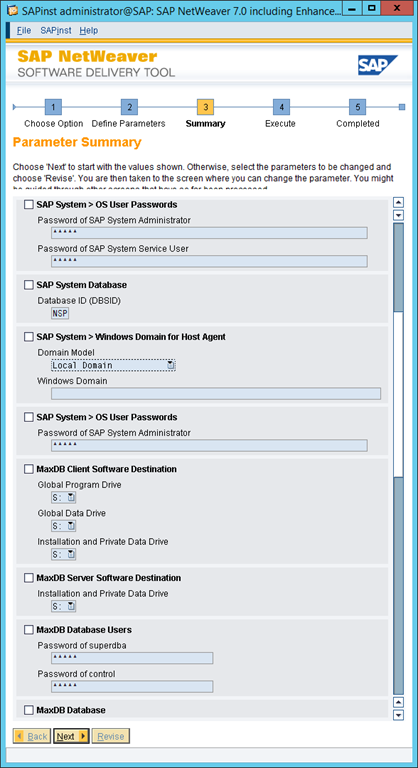 SAPinst administrator@SAP: SAP NetWeaver 7.0 including Enhance...
File SAPinst Help
SAP NetWeaver
SOFTWARE DELIVERY TOOL
SAP
1 2 3 4 5
Choose Option Define Parameters Summary Execute Completed
Parameter Summary
Choose 'Next' to start with the values shown. Otherwise, select the parameters to be changed and
choose 'Revise'. You are then taken to the screen where you can change the parameter. You might
be guided through other screens that have so far been processed.
SAP System > OS User Passwords
Password of SAP System Administrator
*****
Password of SAP System Service User
*****
SAP System Database
Database ID (DBSID)
NSP
SAP System > Windows Domain for Host Agent
Domain Model
Local Domain
Windows Domain
SAP System > OS User Passwords
Password of SAP System Administrator
*****
MaxDB Client Software Destination
Global Program Drive
S:
Global Data Drive
S:
Installation and Private Data Drive
S:
MaxDB Server Software Destination
Installation and Private Data Drive
S:
MaxDB Database Users
Password of superdba
*****
Password of control
*****
MaxDB Database
Back Next Revise